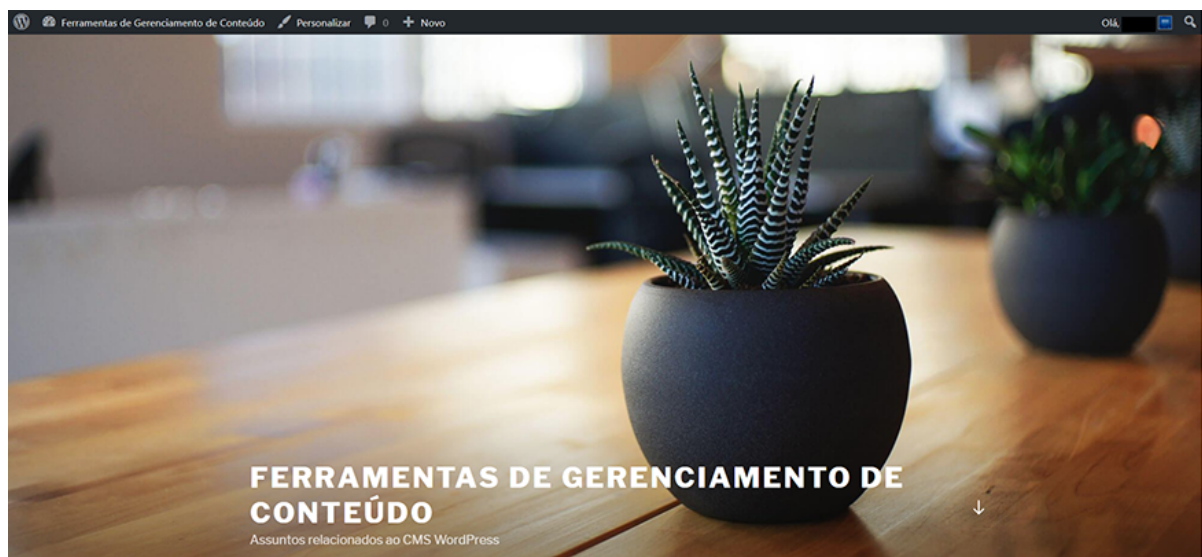 Ferramentas de Gerenciamento de Conteúdo Personalizar 0 Novo Olá,
FERRAMENTAS DE GERENCIAMENTO DE
CONTEÚDO
Assuntos relacionados ao CMS WordPress